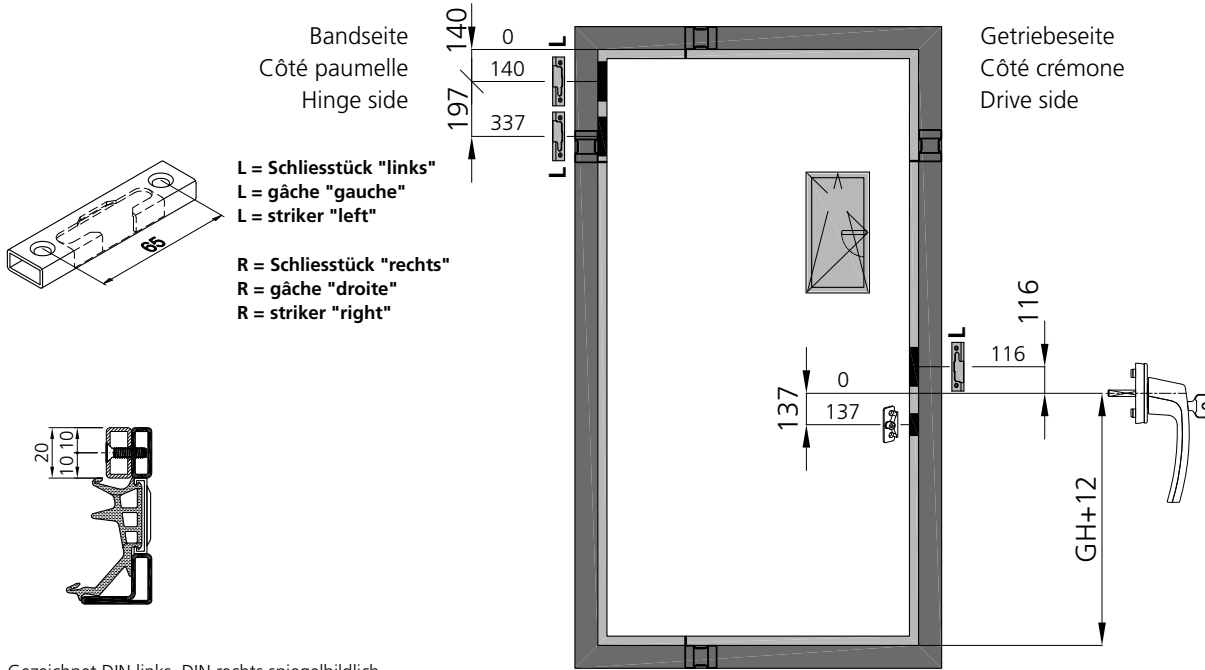 Bandseite
Côté paumelle
Hinge side
140
197
0
140
337
L
L
Getriebeseite
Côté crémone
Drive side
L = Schliesstück "links"
L = gâche "gauche"
L = striker "left"
R = Schliesstück "rechts"
R = gâche "droite"
R = striker "right"
65
L
116
116
0
137
137
GH+12
20
10 10
Gezeichnet DIN links, DIN rechts spiegelbildlich